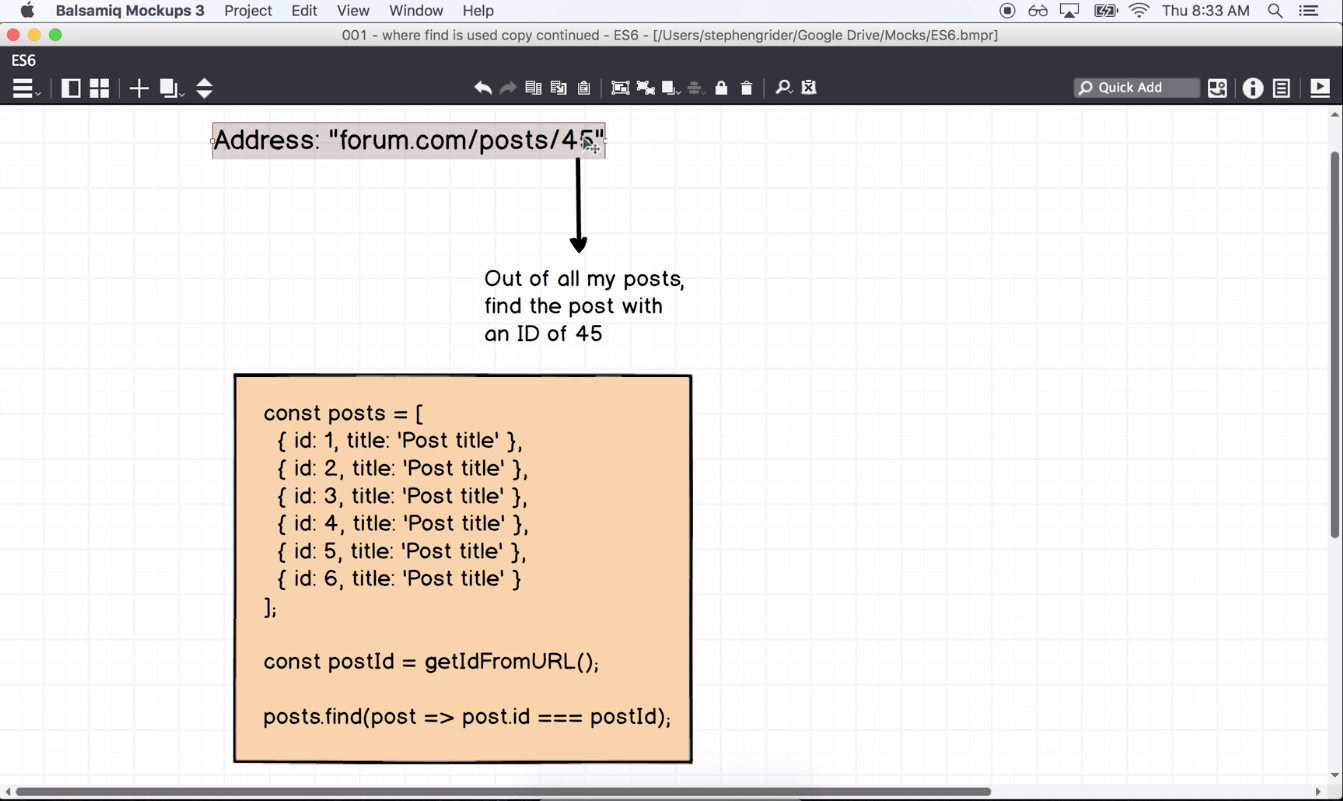 Balsamiq Mockups 3 Project Edit View Window Help Thu 8:33 AM
001 - where find is used copy continued - ES6 - [/Users/stephengrider/Google Drive/Mocks/ES6.bmpr]
ES6
Quick Add
Address: "forum.com/posts/45"
Out of all my posts,
find the post with
an ID of 45
const posts = [
{ id: 1, title: 'Post title' },
{ id: 2, title: 'Post title' },
{ id: 3, title: 'Post title' },
{ id: 4, title: 'Post title' },
{ id: 5, title: 'Post title' },
{ id: 6, title: 'Post title' }
];
const postId = getIdFromURL();
posts.find(post => post.id === postId);